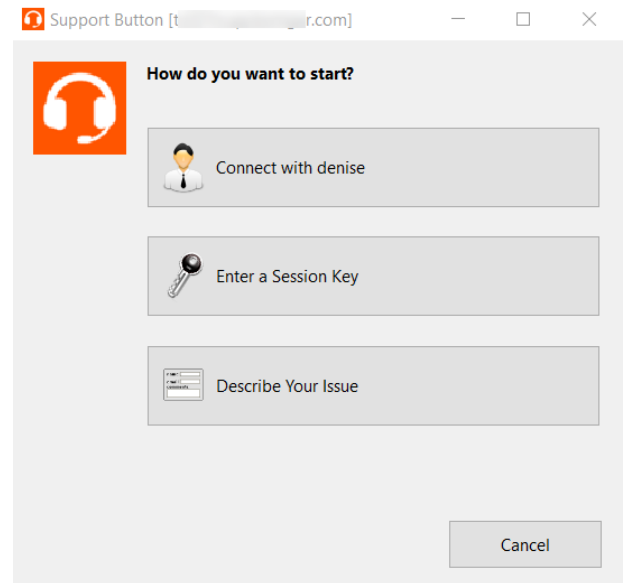 Support Button [t r.com]
How do you want to start?
Connect with denise
Enter a Session Key
Describe Your Issue
Cancel